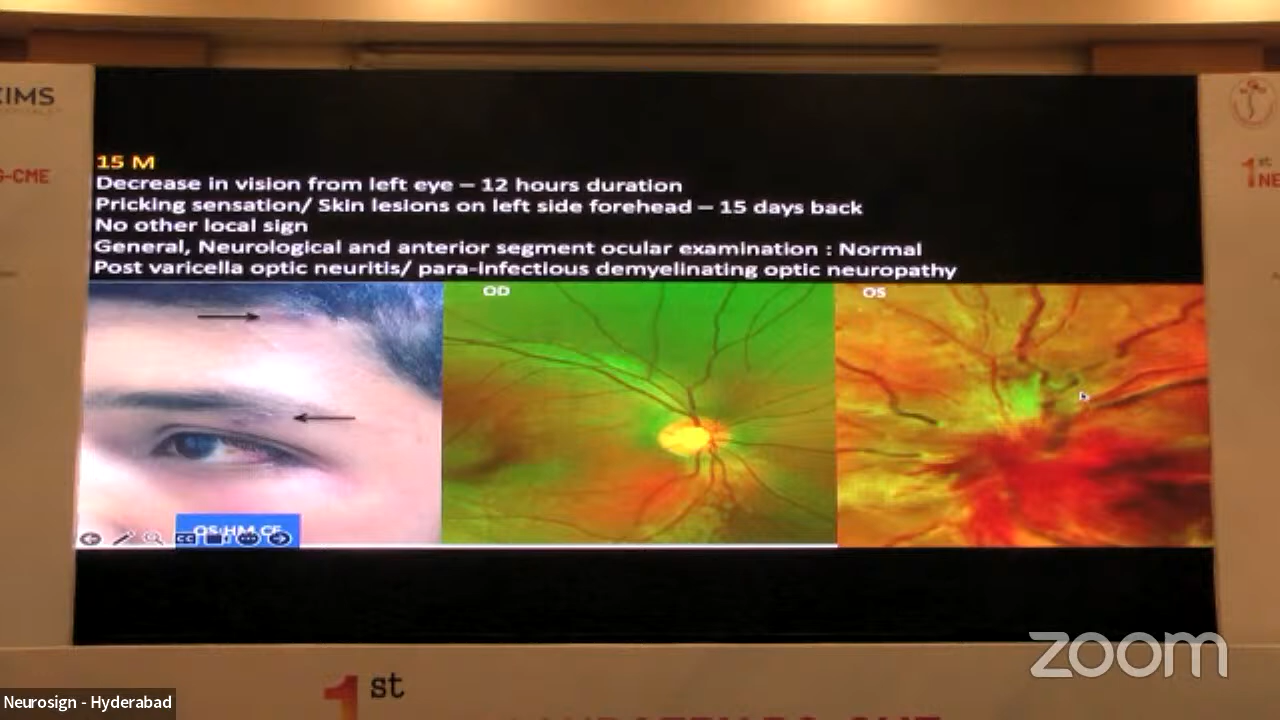 KIMS
G-CME
1st
NE
15 M
Decrease in vision from left eye – 12 hours duration
Pricking sensation/ Skin lesions on left side forehead – 15 days back
No other local sign
General, Neurological and anterior segment ocular examination : Normal
Post varicella optic neuritis/ para-infectious demyelinating optic neuropathy
OD
OS
OS:HM CF
CC
zoom
1st
Neurosign - Hyderabad